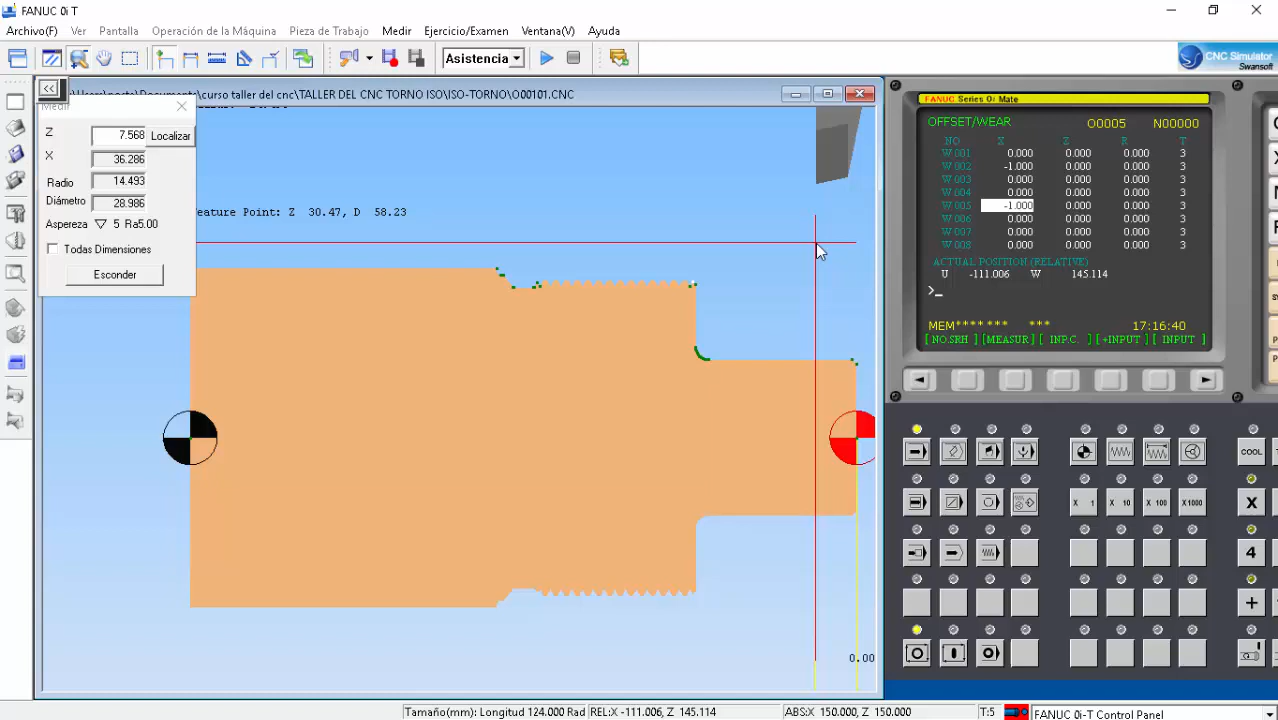 FANUC 0i T
Archivo(F) Ver Pantalla Operación de la Máquina Pieza de Trabajo Medir Ejercicio/Examen Ventana(V) Ayuda
Asistencia
CNC Simulator
Swansoft
\curso taller del cnc\TALLER DEL CNC TORNO ISO\ISO-TORNO\O00101.CNC
<<
Z 7.568 Localizar
X 36.286
Radio 14.493
Diámetro 28.986
Aspereza 5 Ra5.00
Todas Dimensiones
Esconder
eature Point: Z 30.47, D 58.23
0.00
FANUC Series 0i Mate
OFFSET/WEAR O0005 N00000
NO X Z R T
W 001 0.000 0.000 0.000 3
W 002 -1.000 0.000 0.000 3
W 003 0.000 0.000 0.000 3
W 004 0.000 0.000 0.000 3
W 005 -1.000 0.000 0.000 3
W 006 0.000 0.000 0.000 3
W 007 0.000 0.000 0.000 3
W 008 0.000 0.000 0.000 3
ACTUAL POSITION (RELATIVE)
U -111.006 W 145.114
>_
MEM**** *** *** 17:16:40
[ NO.SRH ] [MEASUR] [ INP.C. ] [+INPUT] [ INPUT ]
COOL
X 1 X 10 X 100 X1000 X
4
+
Tamaño(mm): Longitud 124.000 Rad REL:X -111.006, Z 145.114 ABS:X 150.000, Z 150.000 T:5 FANUC 0i-T Control Panel